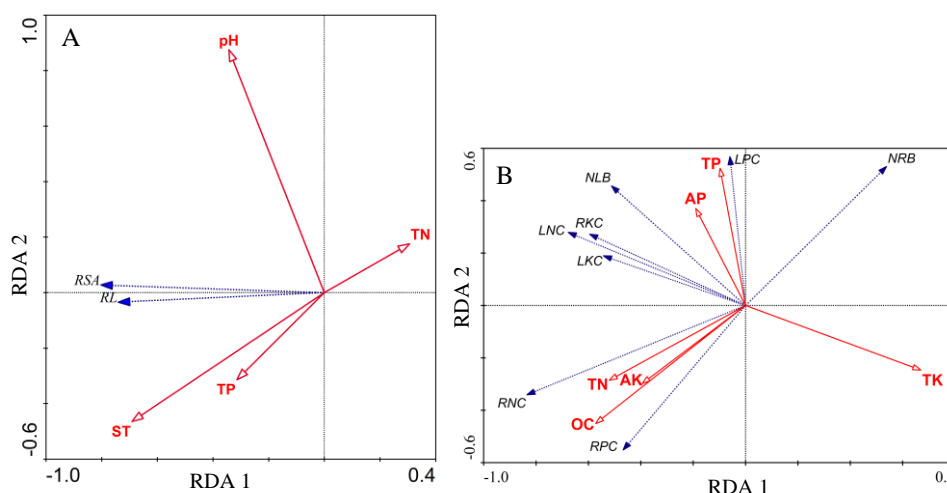 A
1.0
pH
TN
RSA
RL
TP
ST
RDA 2
-0.6
-1.0
RDA 1
0.4
B
0.6
TP
LPC
NRB
NLB
AP
LNC
RKC
LKC
TN
AK
TK
RNC
OC
RPC
RDA 2
-0.6
-1.0
RDA 1